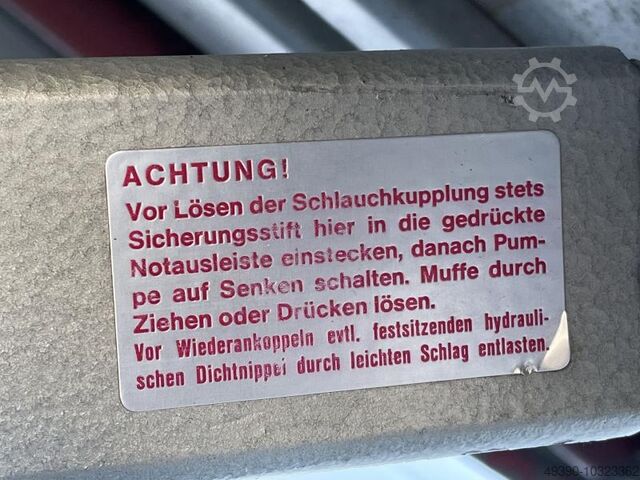 ACHTUNG!
Vor Lösen der Schlauchkupplung stets
Sicherungsstift hier in die gedrückte
Notausleiste einstecken, danach Pum-
pe auf Senken schalten. Muffe durch
Ziehen oder Drücken lösen.
Vor Wiederankoppeln evtl. festsitzenden hydrauli-
schen Dichtnippel durch leichten Schlag entlasten.
49390-10323362